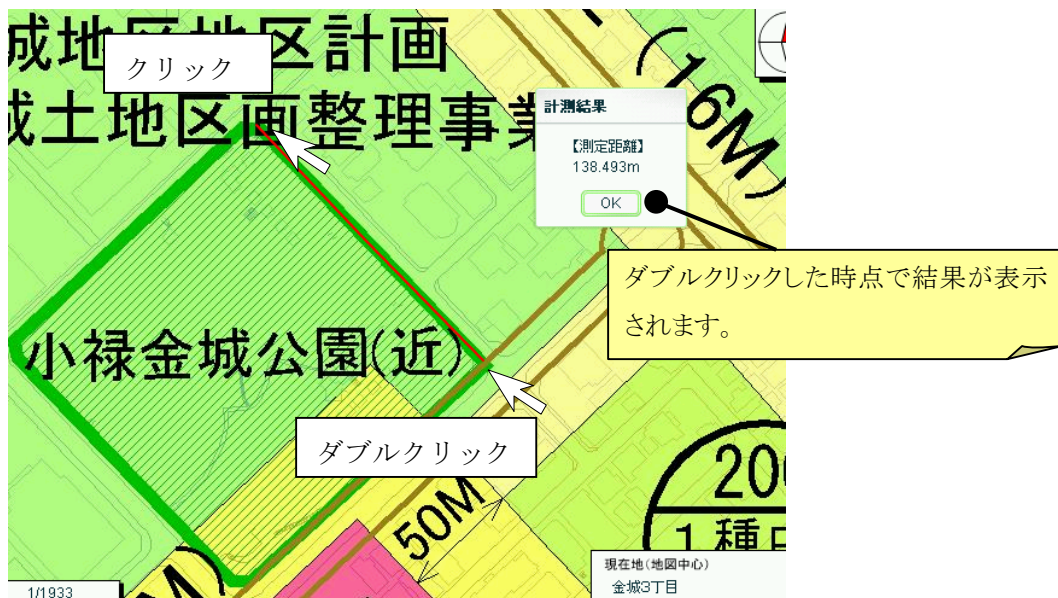 城地区地区計画
クリック
城土地区画整理事業
(16M)
計測結果
【測定距離】
138.493m
OK
ダブルクリックした時点で結果が表示
されます。
小禄金城公園(近)
ダブルクリック
50M
200
1種
M)
現在地(地図中心)
金城3丁目
1/1933